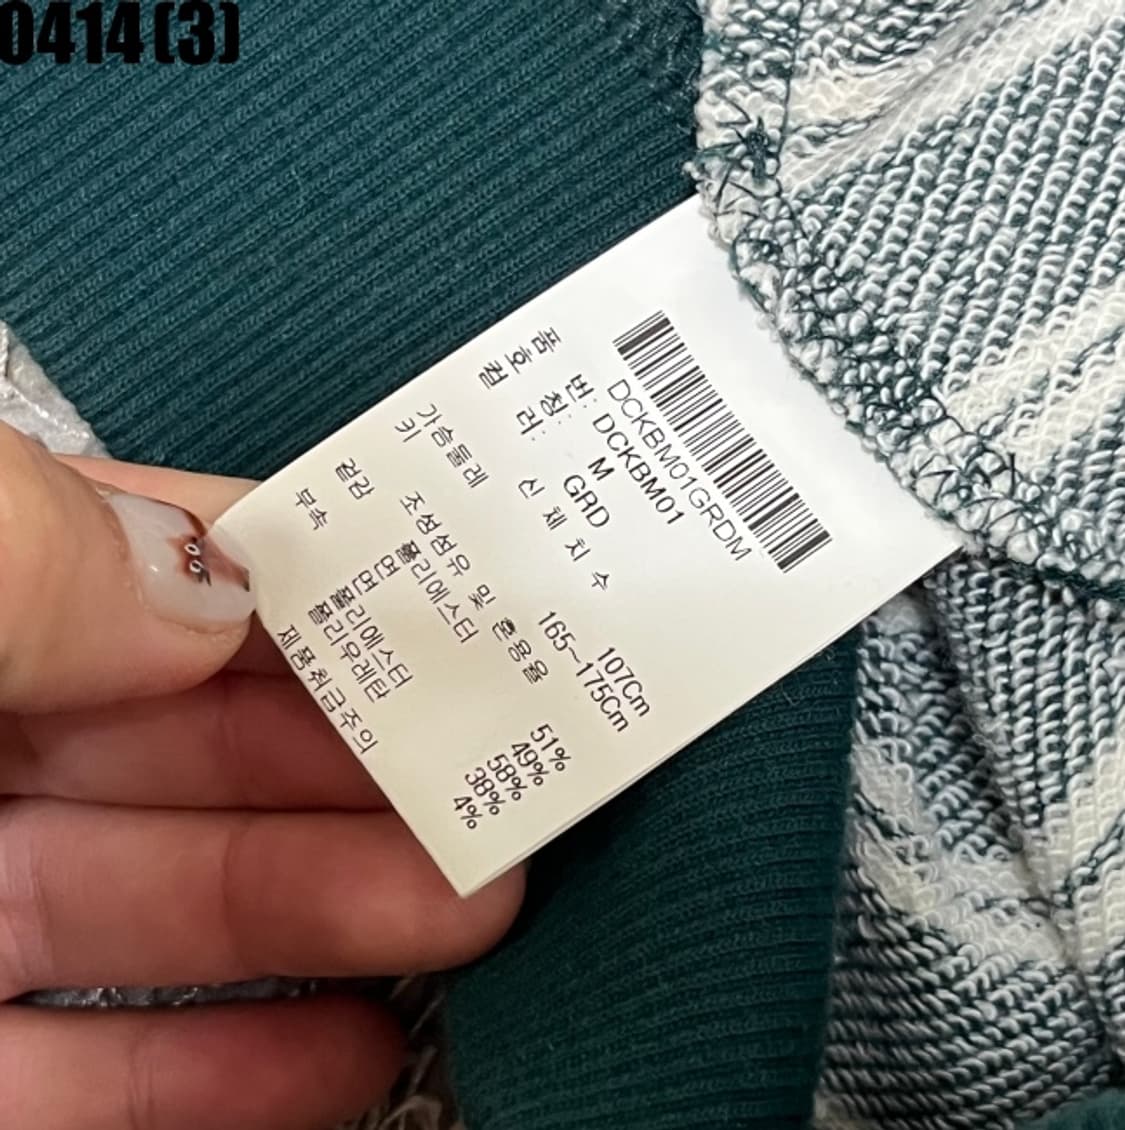 0414(3)
DCKBM01GRDM
품 번: DCKBM01
호 칭: M
컬 러: GRD
신 체 치 수
가슴둘레 107Cm
키 165~175Cm
조성섬유 및 혼용율
겉감 폴리에스터 51%
면 49%
부속 면 58%
폴리에스터 38%
폴리우레탄 4%
제품취급주의